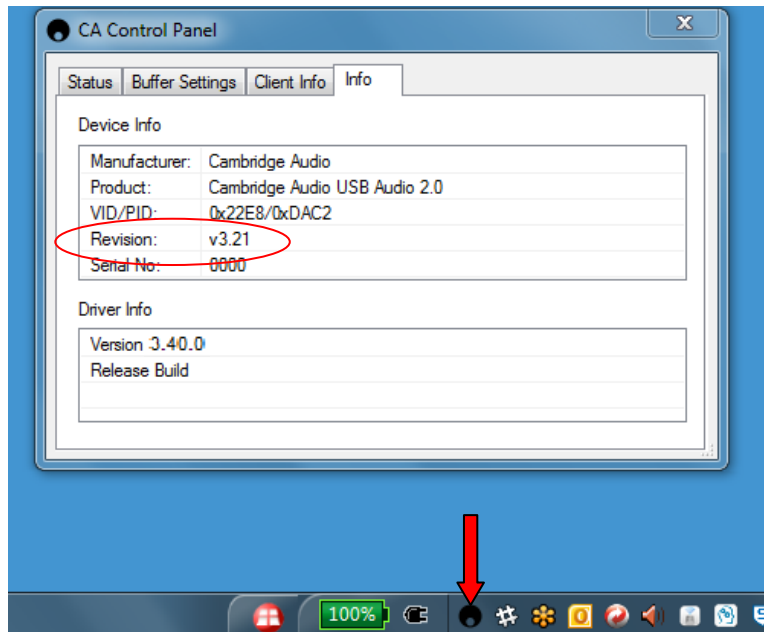 CA Control Panel
Status Buffer Settings Client Info Info
Device Info
Manufacturer: Cambridge Audio
Product: Cambridge Audio USB Audio 2.0
VID/PID: 0x22E8/0xDAC2
Revision: v3.21
Serial No: 0000
Driver Info
Version 3.40.0
Release Build
100%